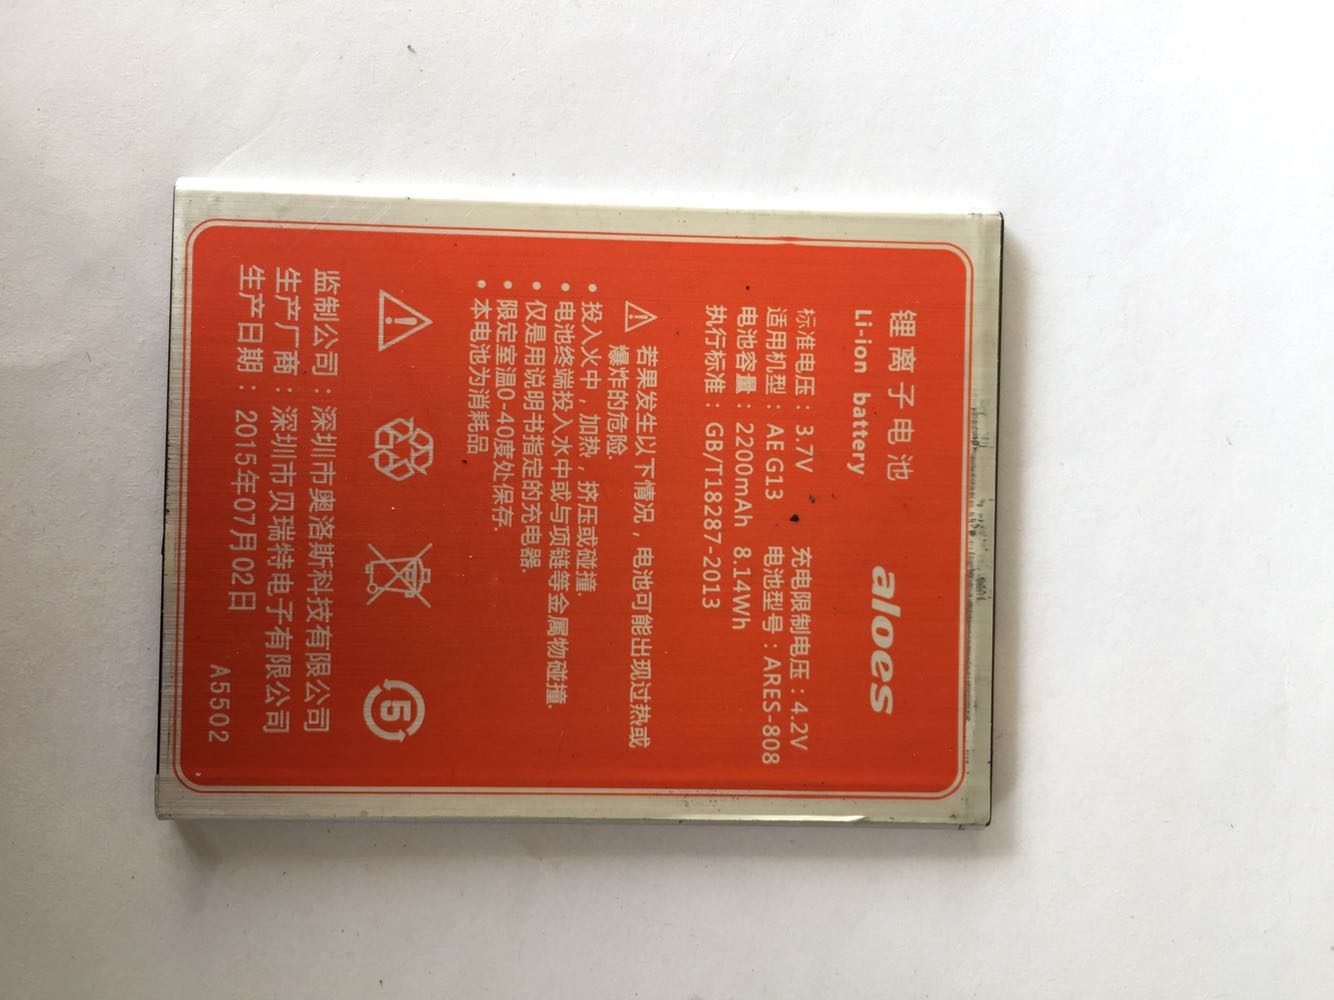 锂离子电池
Li-ion battery
aloes
标准电压：3.7V 充电限制电压：4.2V
适用机型：AE G13 电池型号：ARES-808
电池容量：2200mAh 8.14Wh
执行标准：GB/T18287-2013
若果发生以下情况，电池可能出现过热或
爆炸的危险.
• 投入火中，加热，挤压或碰撞.
• 电池终端投入水中或与项链等金属物碰撞.
• 仅是用说明书指定的充电器.
• 限定室温0-40度处保存.
• 本电池为消耗品
5
监制公司：深圳市奥洛斯科技有限公司
生产厂商：深圳市贝瑞特电子有限公司
生产日期：2015年07月02日
A5502